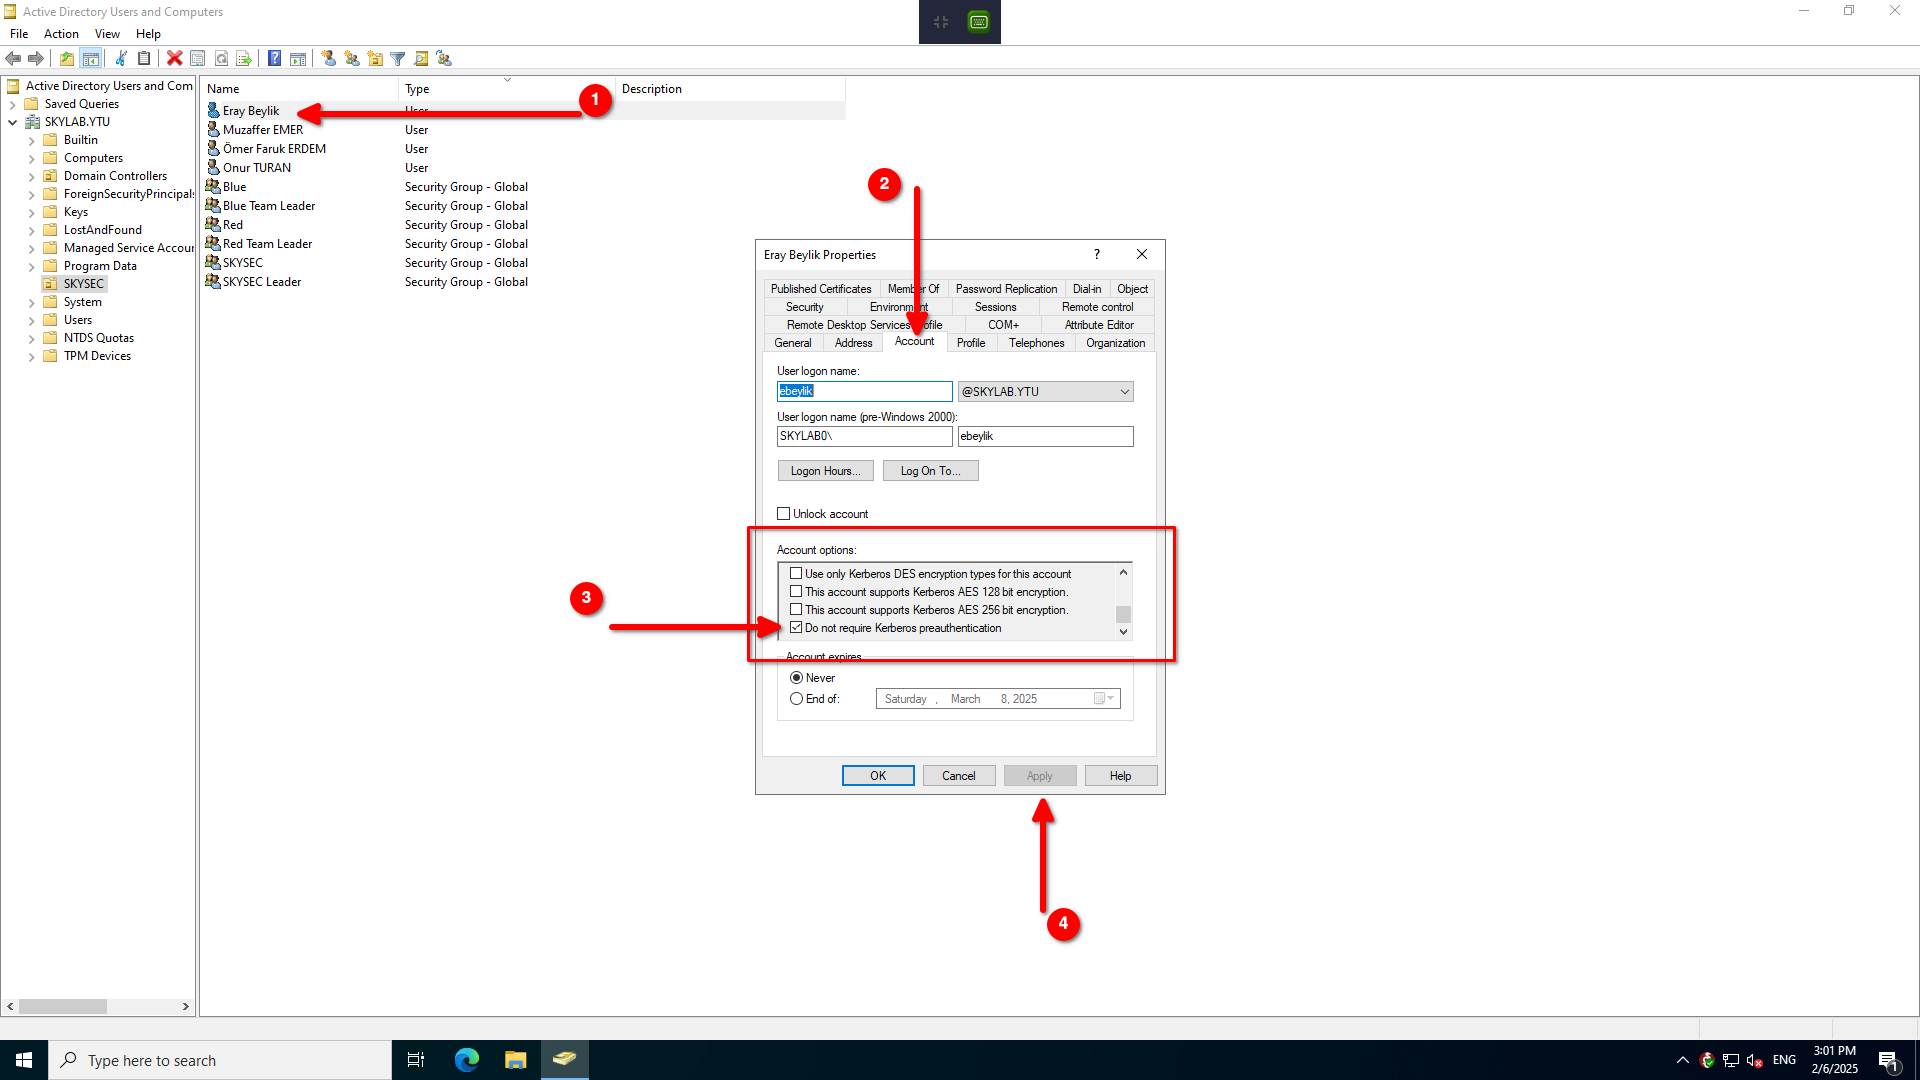 Active Directory Users and Computers
File Action View Help
Active Directory Users and Com
Saved Queries
SKYLAB.YTU
Builtin
Computers
Domain Controllers
ForeignSecurityPrincipals
Keys
LostAndFound
Managed Service Accour
Program Data
SKYSEC
System
Users
NTDS Quotas
TPM Devices
Name Type Description
Eray Beylik User
Muzaffer EMER User
Ömer Faruk ERDEM User
Onur TURAN User
Blue Security Group - Global
Blue Team Leader Security Group - Global
Red Security Group - Global
Red Team Leader Security Group - Global
SKYSEC Security Group - Global
SKYSEC Leader Security Group - Global
1
2
3
4
Eray Beylik Properties ?
Published Certificates Member Of Password Replication Dial-in Object
Security Environment Sessions Remote control
Remote Desktop Services Profile COM+ Attribute Editor
General Address Account Profile Telephones Organization
User logon name:
ebeylik @SKYLAB.YTU
User logon name (pre-Windows 2000):
SKYLAB0\ ebeylik
Logon Hours... Log On To...
Unlock account
Account options:
Use only Kerberos DES encryption types for this account
This account supports Kerberos AES 128 bit encryption.
This account supports Kerberos AES 256 bit encryption.
Do not require Kerberos preauthentication
Account expires
Never
End of: Saturday , March 8, 2025
OK Cancel Apply Help
Type here to search
ENG
3:01 PM
2/6/2025
1